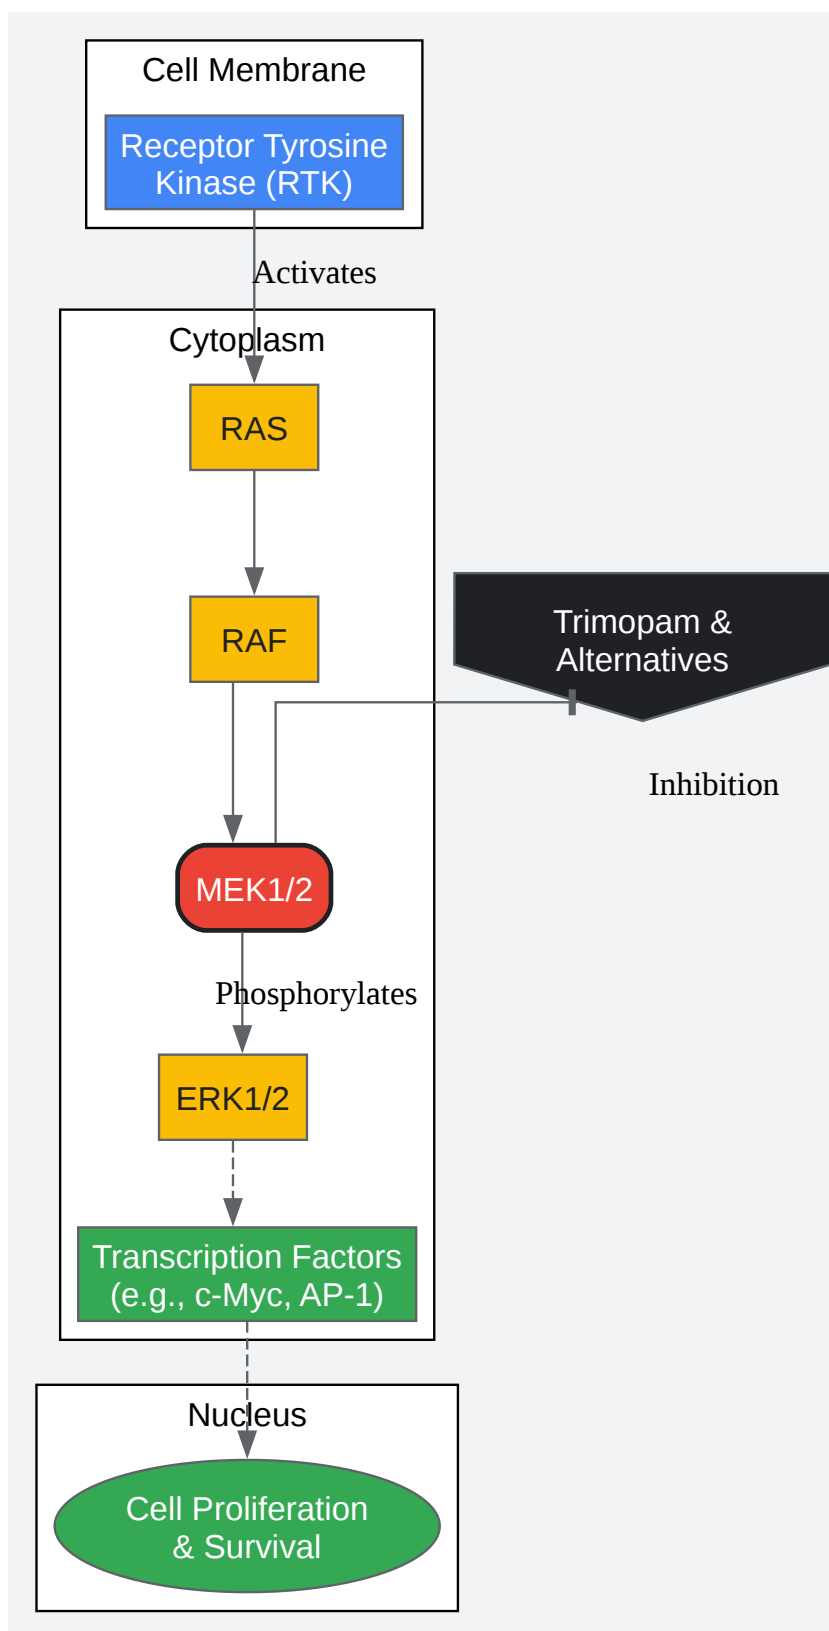 Cell Membrane
Receptor Tyrosine
Kinase (RTK)
Activates
Cytoplasm
RAS
RAF
Trimopam &
Alternatives
Inhibition
MEK1/2
Phosphorylates
ERK1/2
Transcription Factors
(e.g., c-Myc, AP-1)
Nucleus
Cell Proliferation
& Survival